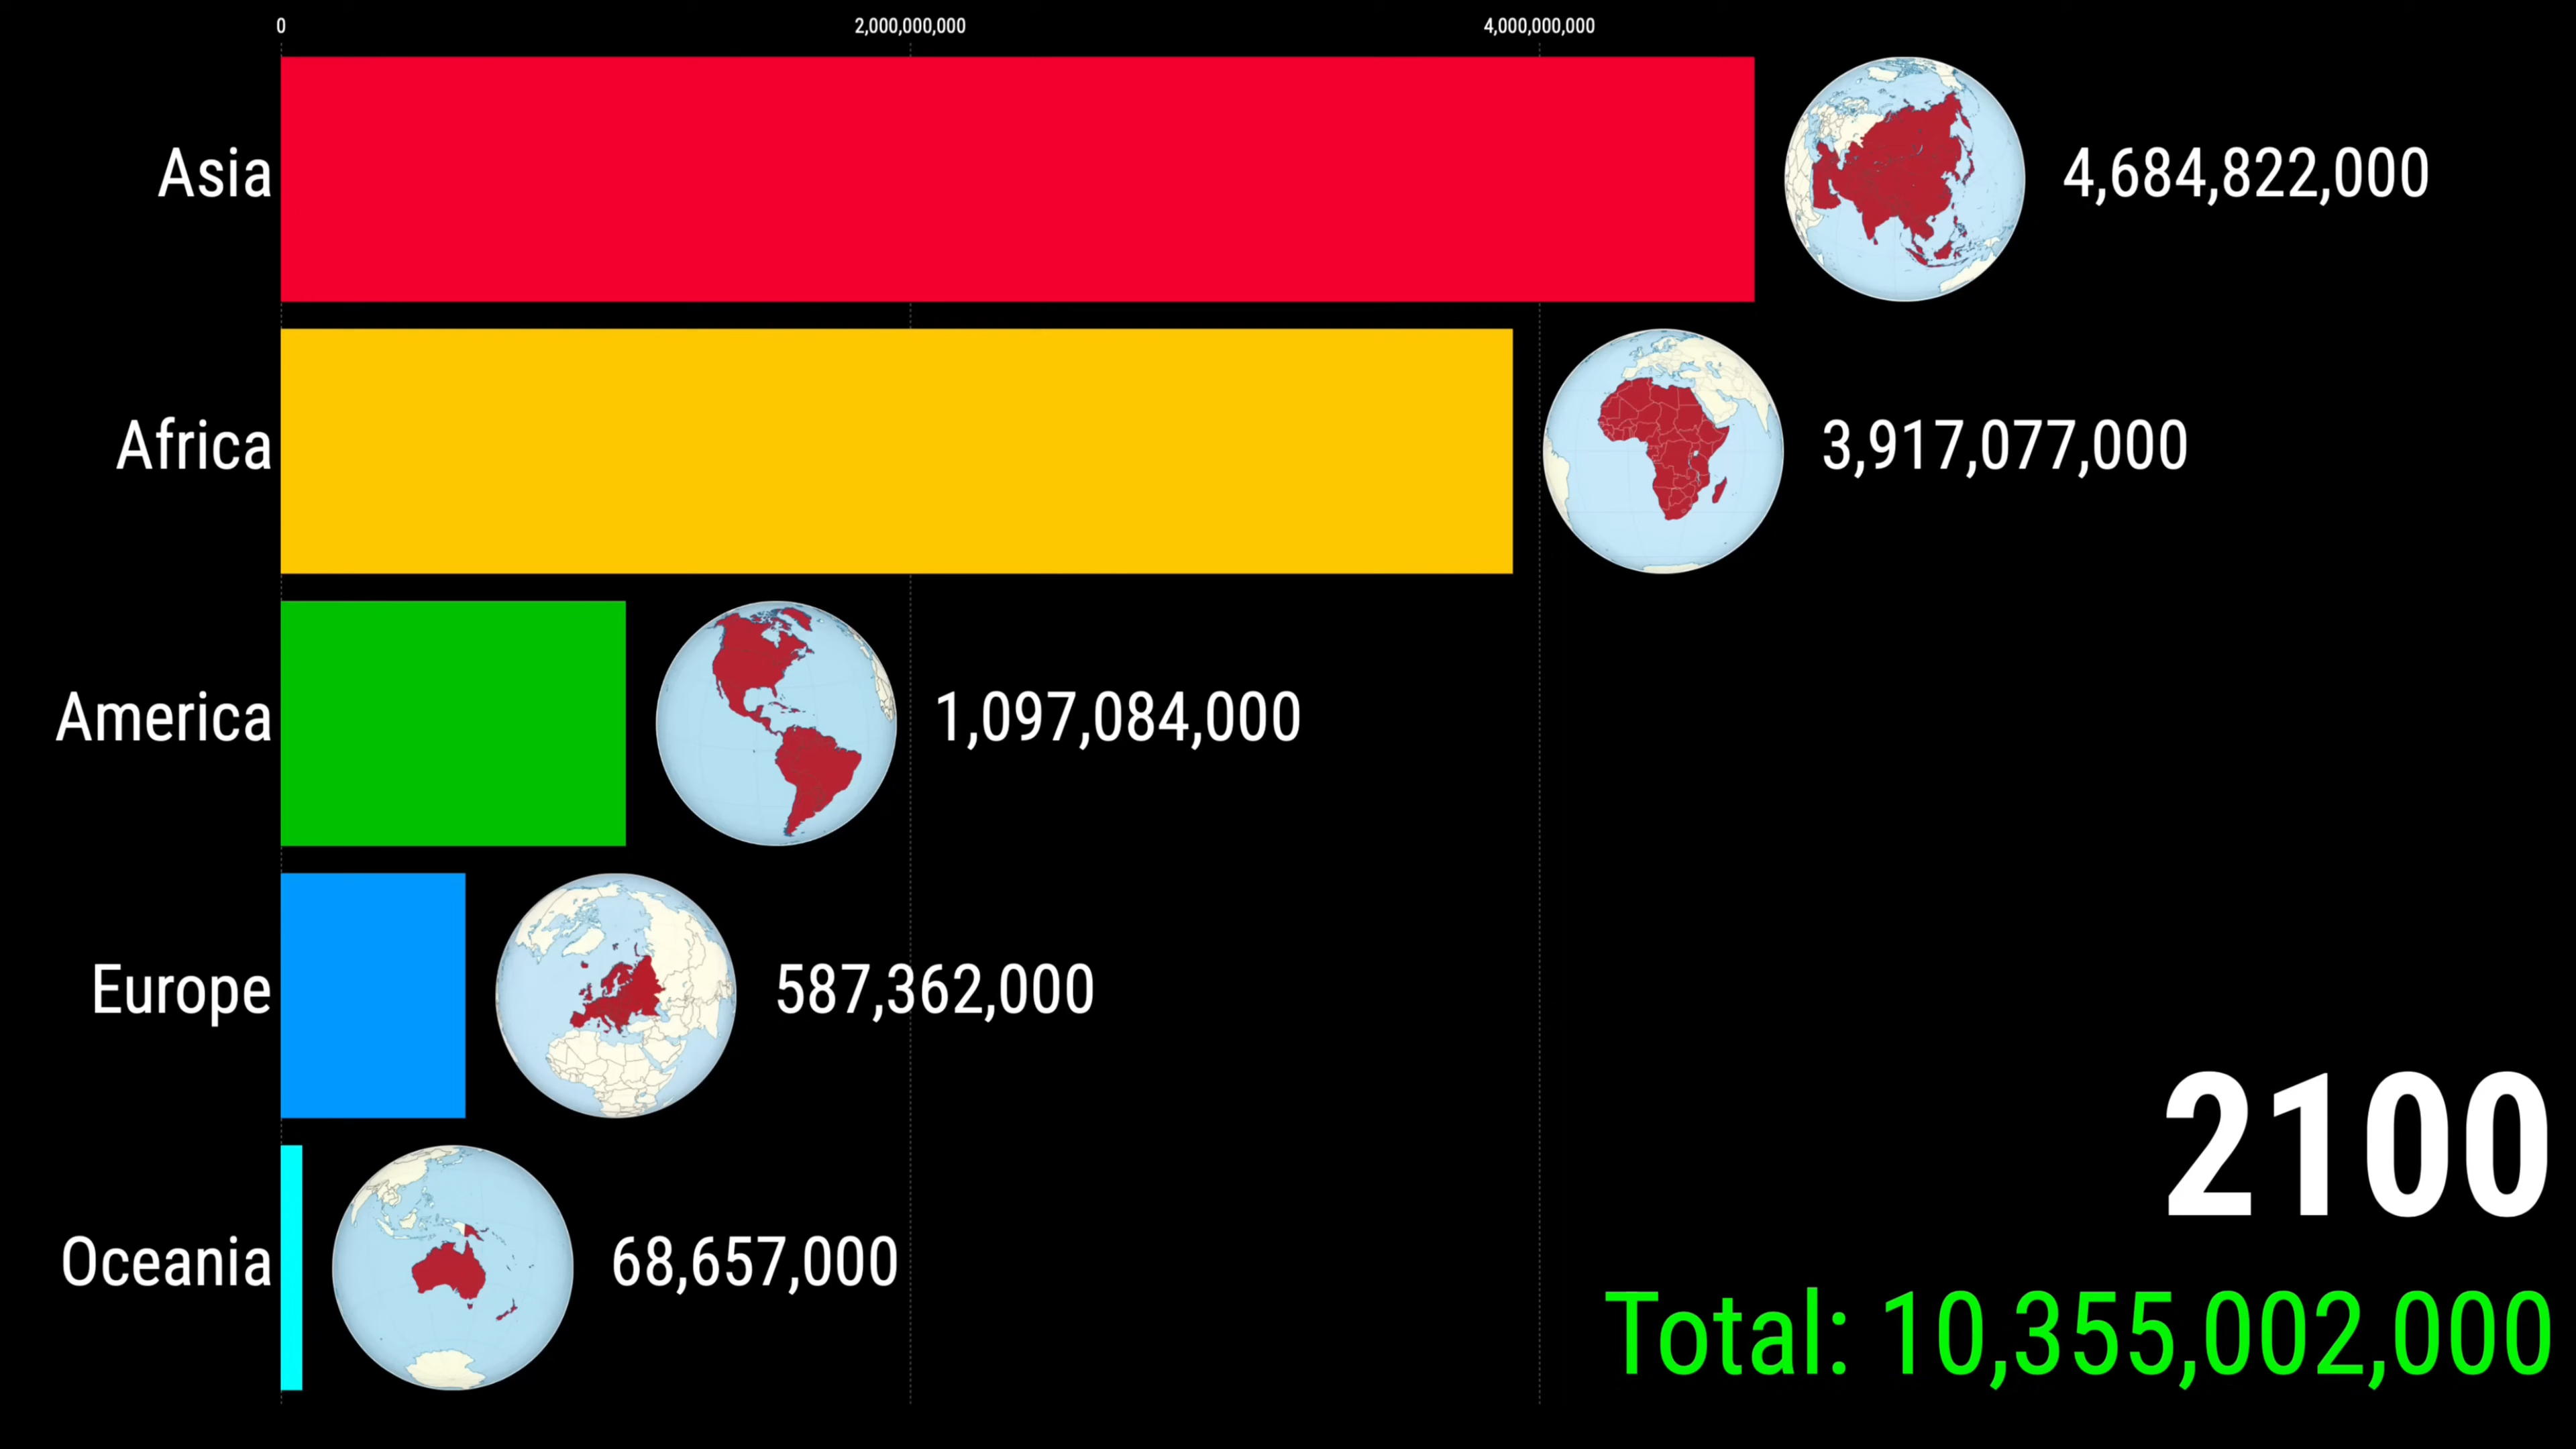 0
2,000,000,000
4,000,000,000
Asia
4,684,822,000
Africa
3,917,077,000
America
1,097,084,000
Europe
587,362,000
Oceania
68,657,000
2100
Total: 10,355,002,000